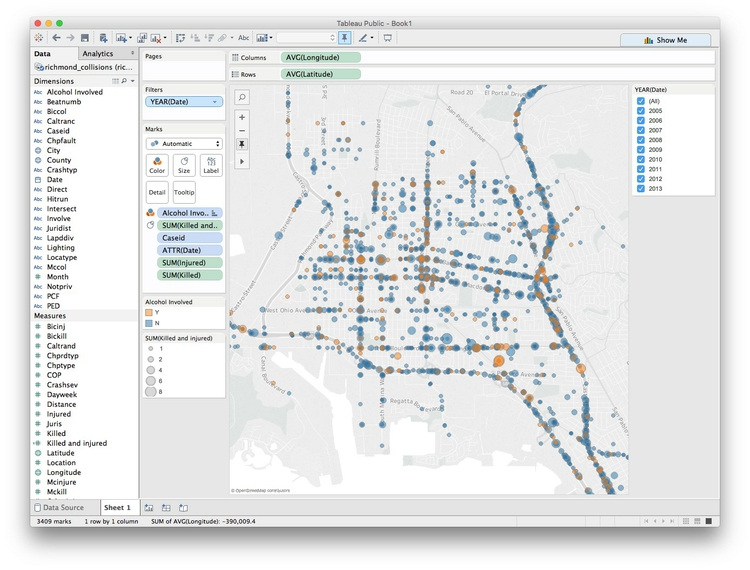 Tableau Public - Book1
Abc
Show Me
Data Analytics
richmond_collisions (ric...
Dimensions
Abc Alcohol Involved
Abc Beatnumb
Abc Biccol
Abc Caltranc
Abc Caseid
Abc Chpfault
City
County
Abc Crashtyp
Date
Abc Direct
Abc Hitrun
Abc Intersect
Abc Involve
Abc Juridist
Abc Lapddiv
Abc Lighting
Abc Locatype
Abc Mccol
Month
Abc Notpriv
Abc PCF
Abc PED
Measures
# Bicinj
# Bickill
# Caltrand
# Chprdtyp
# Chptype
# COP
# Crashsev
# Dayweek
# Distance
# Injured
# Juris
# Killed
# Killed and injured
Latitude
# Location
Longitude
# Mcinjure
# Mckill
Pages
Filters
YEAR(Date)
Marks
Automatic
Color Size Label
Detail Tooltip
Alcohol Invo..
SUM(Killed and..
Caseid
ATTR(Date)
SUM(Injured)
SUM(Killed)
Alcohol Involved
Y
N
SUM(Killed and injured)
1
2
4
6
8
Columns AVG(Longitude)
Rows AVG(Latitude)
Road 20
El Portal Drive
San Pablo Avenue
Rumrill Boulevard
Castro Street
West Ohio Avenue
Canal Boulevard
Regatta Boulevard
San Pablo Avenue
© OpenStreetMap contributors
YEAR(Date)
(All)
2005
2006
2007
2008
2009
2010
2011
2012
2013
Data Source Sheet 1
3409 marks 1 row by 1 column SUM of AVG(Longitude): -390,009.4